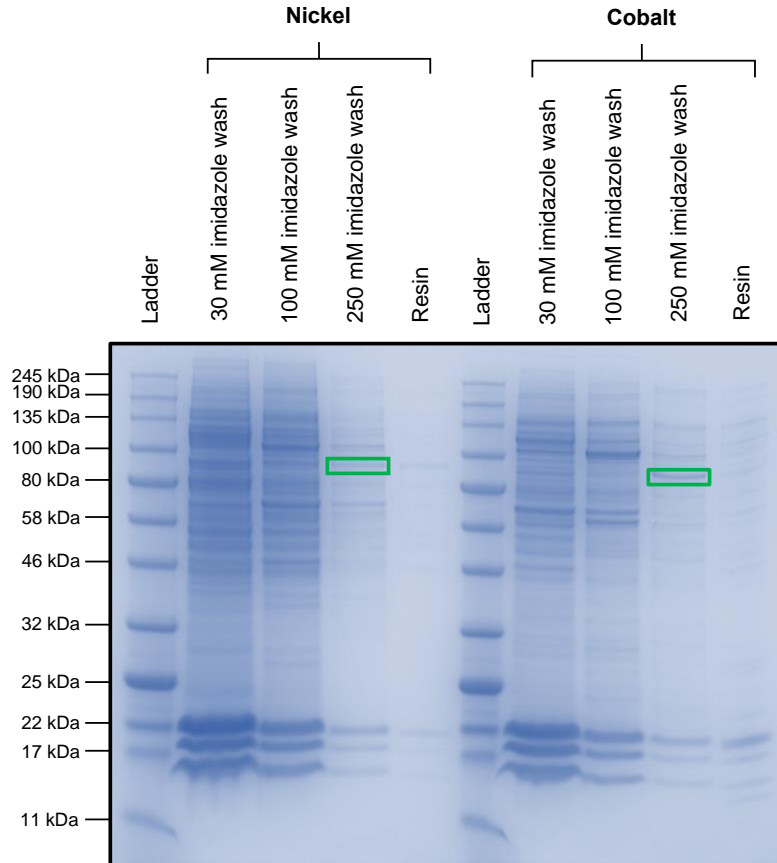 Nickel
Cobalt
Ladder
30 mM imidazole wash
100 mM imidazole wash
250 mM imidazole wash
Resin
Ladder
30 mM imidazole wash
100 mM imidazole wash
250 mM imidazole wash
Resin
245 kDa
190 kDa
135 kDa
100 kDa
80 kDa
58 kDa
46 kDa
32 kDa
25 kDa
22 kDa
17 kDa
11 kDa